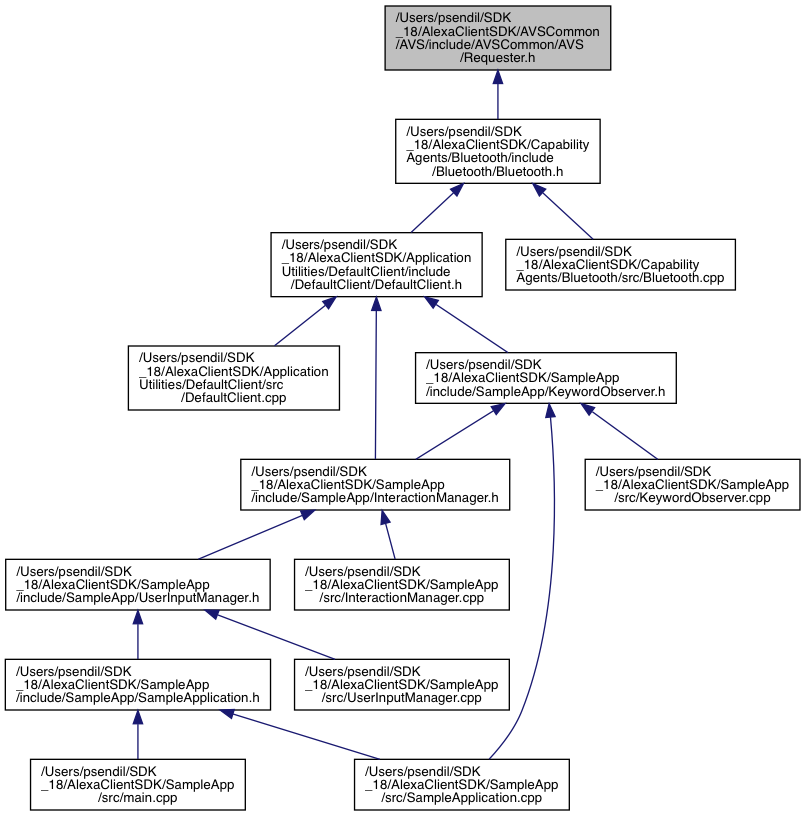 /Users/psendil/SDK
_18/AlexaClientSDK/AVSCommon
/AVS/include/AVSCommon/AVS
/Requester.h
/Users/psendil/SDK
_18/AlexaClientSDK/Capability
Agents/Bluetooth/include
/Bluetooth/Bluetooth.h
/Users/psendil/SDK
_18/AlexaClientSDK/Application
Utilities/DefaultClient/include
/DefaultClient/DefaultClient.h
/Users/psendil/SDK
_18/AlexaClientSDK/Capability
Agents/Bluetooth/src/Bluetooth.cpp
/Users/psendil/SDK
_18/AlexaClientSDK/Application
Utilities/DefaultClient/src
/DefaultClient.cpp
/Users/psendil/SDK
_18/AlexaClientSDK/SampleApp
/include/SampleApp/KeywordObserver.h
/Users/psendil/SDK
_18/AlexaClientSDK/SampleApp
/include/SampleApp/InteractionManager.h
/Users/psendil/SDK
_18/AlexaClientSDK/SampleApp
/src/KeywordObserver.cpp
/Users/psendil/SDK
_18/AlexaClientSDK/SampleApp
/include/SampleApp/UserInputManager.h
/Users/psendil/SDK
_18/AlexaClientSDK/SampleApp
/src/InteractionManager.cpp
/Users/psendil/SDK
_18/AlexaClientSDK/SampleApp
/include/SampleApp/SampleApplication.h
/Users/psendil/SDK
_18/AlexaClientSDK/SampleApp
/src/UserInputManager.cpp
/Users/psendil/SDK
_18/AlexaClientSDK/SampleApp
/src/main.cpp
/Users/psendil/SDK
_18/AlexaClientSDK/SampleApp
/src/SampleApplication.cpp